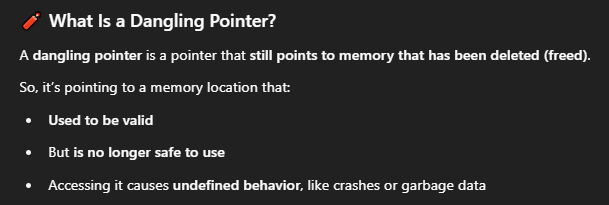 🧨 What Is a Dangling Pointer?
A dangling pointer is a pointer that still points to memory that has been deleted (freed).
So, it’s pointing to a memory location that:
• Used to be valid
• But is no longer safe to use
• Accessing it causes undefined behavior, like crashes or garbage data